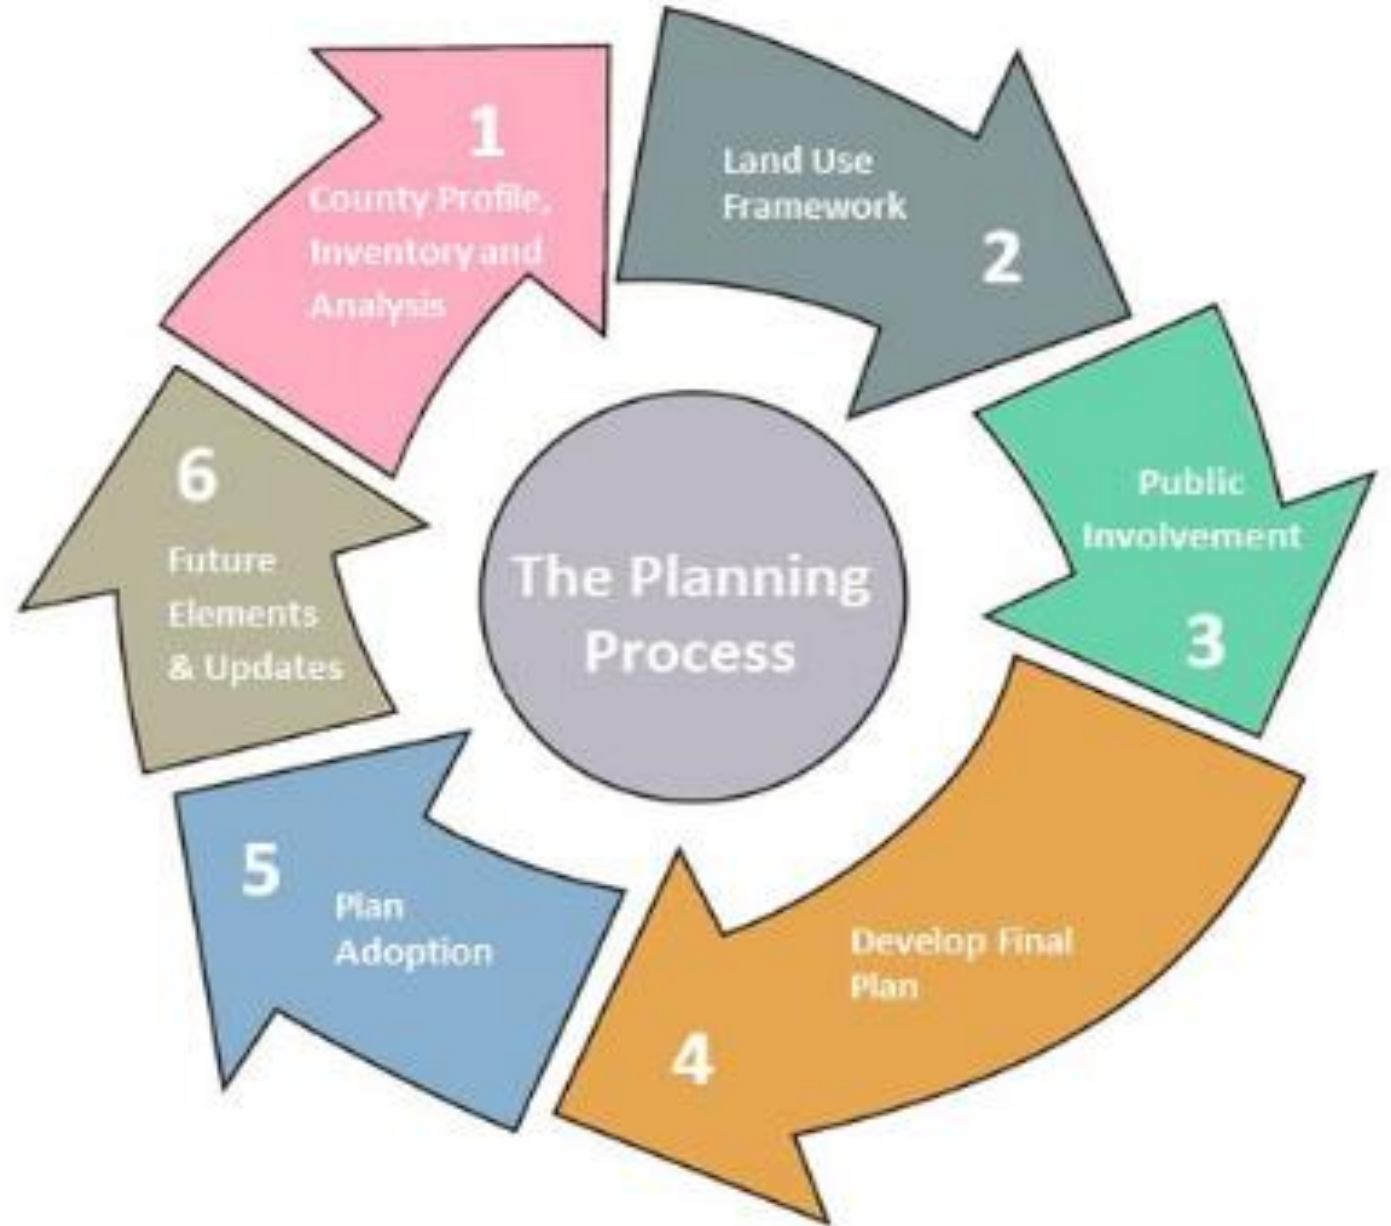 1
County Profile,
Inventory and
Analysis
Land Use
Framework
2
Public
Involvement
3
Develop Final
Plan
4
5
Plan
Adoption
6
Future
Elements
& Updates
The Planning
Process